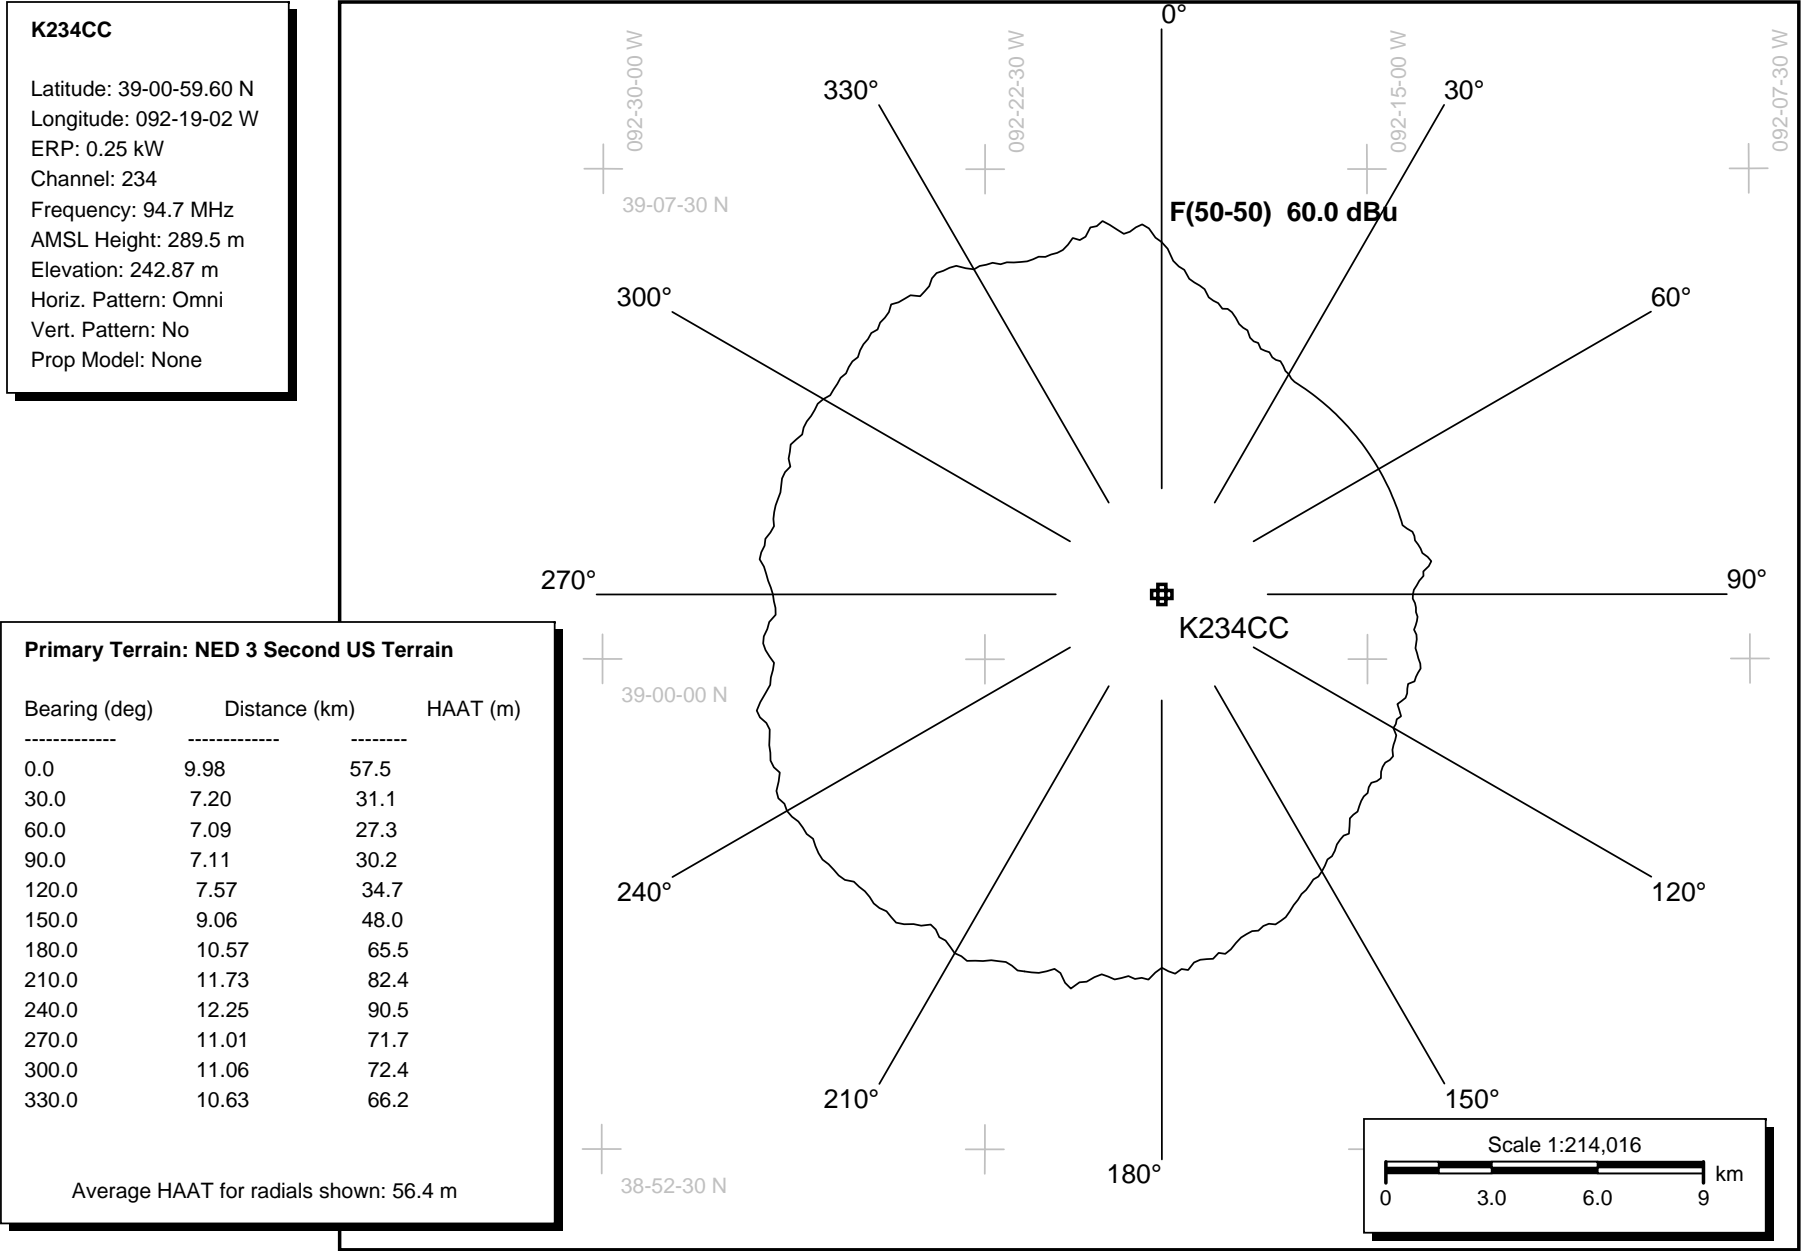 K234CC
Latitude: 39-00-59.60 N
Longitude: 092-19-02 W
ERP: 0.25 kW
Channel: 234
Frequency: 94.7 MHz
AMSL Height: 289.5 m
Elevation: 242.87 m
Horiz. Pattern: Omni
Vert. Pattern: No
Prop Model: None
Primary Terrain: NED 3 Second US Terrain
Bearing (deg) Distance (km) HAAT (m)
------------- ------------- --------
0.0 9.98 57.5
30.0 7.20 31.1
60.0 7.09 27.3
90.0 7.11 30.2
120.0 7.57 34.7
150.0 9.06 48.0
180.0 10.57 65.5
210.0 11.73 82.4
240.0 12.25 90.5
270.0 11.01 71.7
300.0 11.06 72.4
330.0 10.63 66.2
Average HAAT for radials shown: 56.4 m
0°
092-30-00 W
092-22-30 W
092-15-00 W
092-07-30 W
330°
30°
39-07-30 N
F(50-50) 60.0 dBu
300°
60°
270°
90°
K234CC
39-00-00 N
240°
120°
210°
150°
180°
38-52-30 N
Scale 1:214,016
km
0 3.0 6.0 9